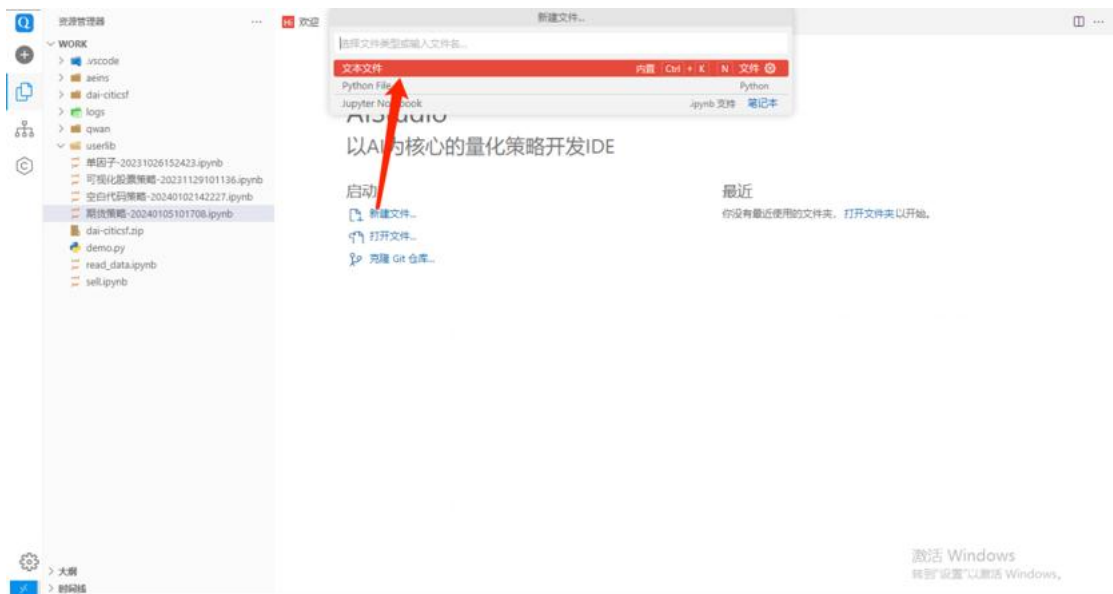 资源管理器
WORK
.vscode
aeins
dai-citicsf
logs
qwan
userlib
单因子-20231026152423.ipynb
可视化股票策略-20231129101136.ipynb
空白代码策略-20240102142227.ipynb
期货策略-20240105101708.ipynb
dai-citicsf.zip
demo.py
read_data.ipynb
sell.ipynb
大纲
时间线
欢迎
新建文件...
选择文件类型或输入文件名...
文本文件 内置 Ctrl + K N 文件
Python File Python
Jupyter Notebook .ipynb 支持 笔记本
AIStudio
以AI为核心的量化策略开发IDE
启动
新建文件...
打开文件...
克隆 Git 仓库...
最近
你没有最近使用的文件夹，打开文件夹以开始。
激活 Windows
转到"设置"以激活 Windows。